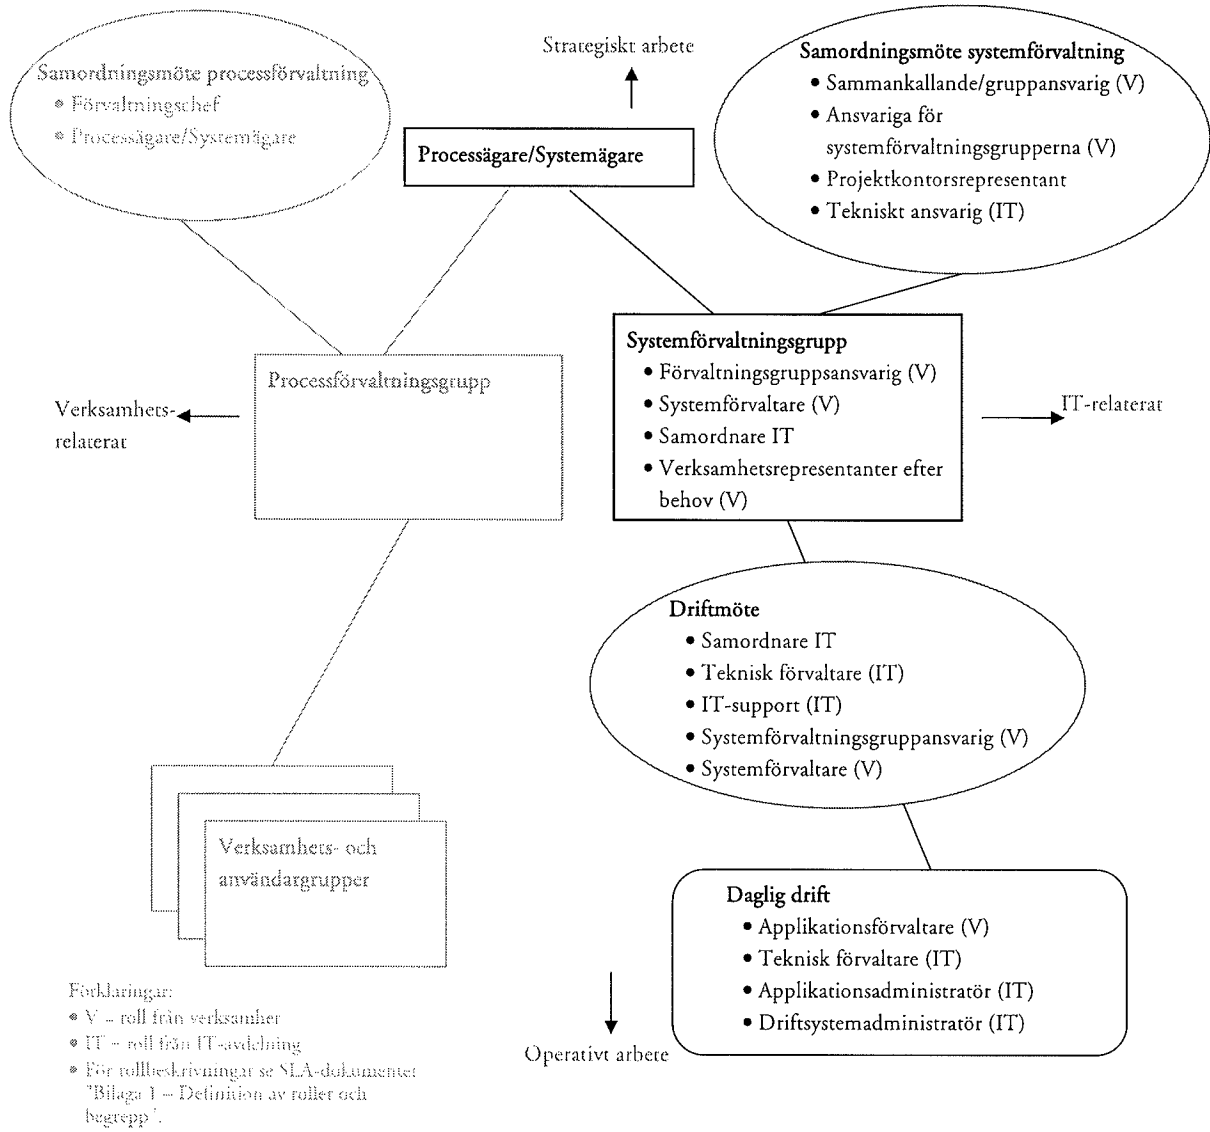 Strategiskt arbete
Samordningsmöte processförvaltning
• Förvaltningschef
• Processägare/Systemägare
Processägare/Systemägare
Samordningsmöte systemförvaltning
• Sammankallande/gruppansvarig (V)
• Ansvariga för
systemförvaltningsgrupperna (V)
• Projektkontorsrepresentant
• Tekniskt ansvarig (IT)
Verksamhets-
relaterat
Processförvaltningsgrupp
Systemförvaltningsgrupp
• Förvaltningsgruppsansvarig (V)
• Systemförvaltare (V)
• Samordnare IT
• Verksamhetsrepresentanter efter
behov (V)
IT-relaterat
Driftmöte
• Samordnare IT
• Teknisk förvaltare (IT)
• IT-support (IT)
• Systemförvaltningsgruppansvarig (V)
• Systemförvaltare (V)
Verksamhets- och
användargrupper
Daglig drift
• Applikationsförvaltare (V)
• Teknisk förvaltare (IT)
• Applikationsadministratör (IT)
• Driftsystemadministratör (IT)
Operativt arbete
Förklaringar:
• V – roll från verksamhet
• IT – roll från IT-avdelning
• För rollbeskrivningar se SLA-dokumentet
"Bilaga 1 – Definition av roller och
begrepp".